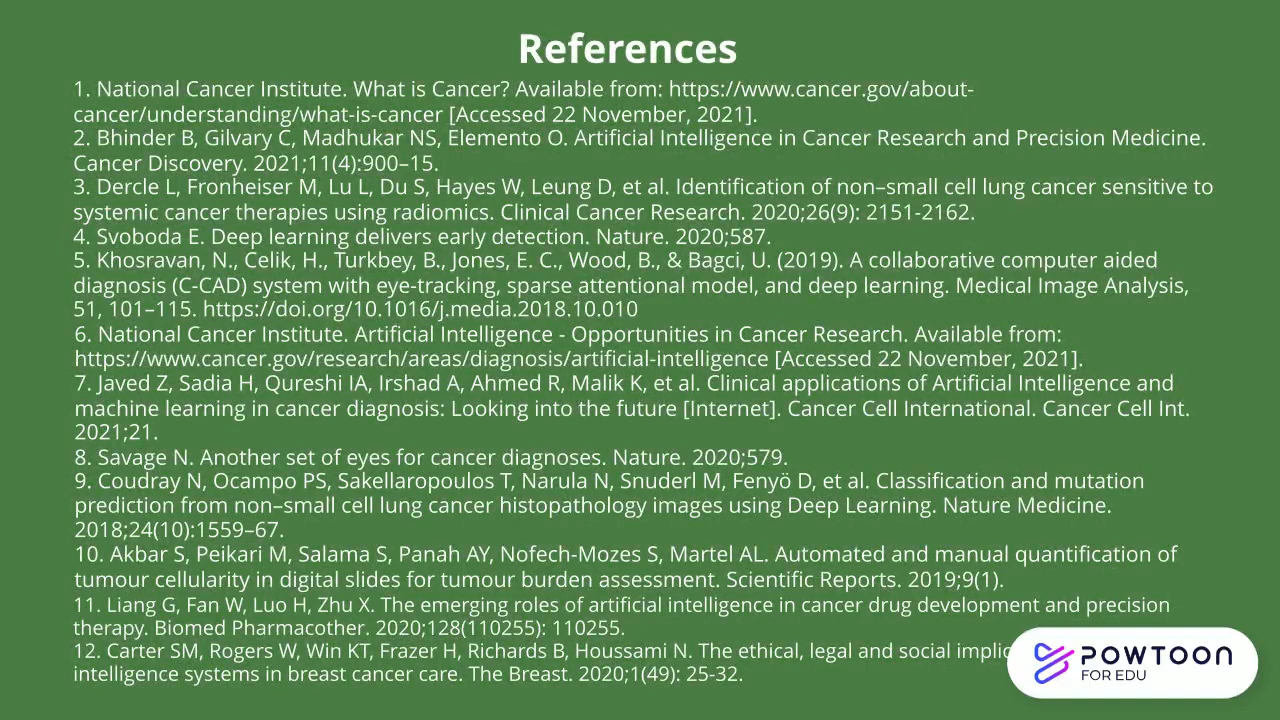 References
1. National Cancer Institute. What is Cancer? Available from: https://www.cancer.gov/about-
cancer/understanding/what-is-cancer [Accessed 22 November, 2021].
2. Bhinder B, Gilvary C, Madhukar NS, Elemento O. Artificial Intelligence in Cancer Research and Precision Medicine.
Cancer Discovery. 2021;11(4):900–15.
3. Dercle L, Fronheiser M, Lu L, Du S, Hayes W, Leung D, et al. Identification of non–small cell lung cancer sensitive to
systemic cancer therapies using radiomics. Clinical Cancer Research. 2020;26(9): 2151-2162.
4. Svoboda E. Deep learning delivers early detection. Nature. 2020;587.
5. Khosravan, N., Celik, H., Turkbey, B., Jones, E. C., Wood, B., & Bagci, U. (2019). A collaborative computer aided
diagnosis (C-CAD) system with eye-tracking, sparse attentional model, and deep learning. Medical Image Analysis,
51, 101–115. https://doi.org/10.1016/j.media.2018.10.010
6. National Cancer Institute. Artificial Intelligence - Opportunities in Cancer Research. Available from:
https://www.cancer.gov/research/areas/diagnosis/artificial-intelligence [Accessed 22 November, 2021].
7. Javed Z, Sadia H, Qureshi IA, Irshad A, Ahmed R, Malik K, et al. Clinical applications of Artificial Intelligence and
machine learning in cancer diagnosis: Looking into the future [Internet]. Cancer Cell International. Cancer Cell Int.
2021;21.
8. Savage N. Another set of eyes for cancer diagnoses. Nature. 2020;579.
9. Coudray N, Ocampo PS, Sakellaropoulos T, Narula N, Snuderl M, Fenyö D, et al. Classification and mutation
prediction from non–small cell lung cancer histopathology images using Deep Learning. Nature Medicine.
2018;24(10):1559–67.
10. Akbar S, Peikari M, Salama S, Panah AY, Nofech-Mozes S, Martel AL. Automated and manual quantification of
tumour cellularity in digital slides for tumour burden assessment. Scientific Reports. 2019;9(1).
11. Liang G, Fan W, Luo H, Zhu X. The emerging roles of artificial intelligence in cancer drug development and precision
therapy. Biomed Pharmacother. 2020;128(110255): 110255.
12. Carter SM, Rogers W, Win KT, Frazer H, Richards B, Houssami N. The ethical, legal and social
intelligence systems in breast cancer care. The Breast. 2020;1(49): 25-32.
POWTOON
FOR EDU